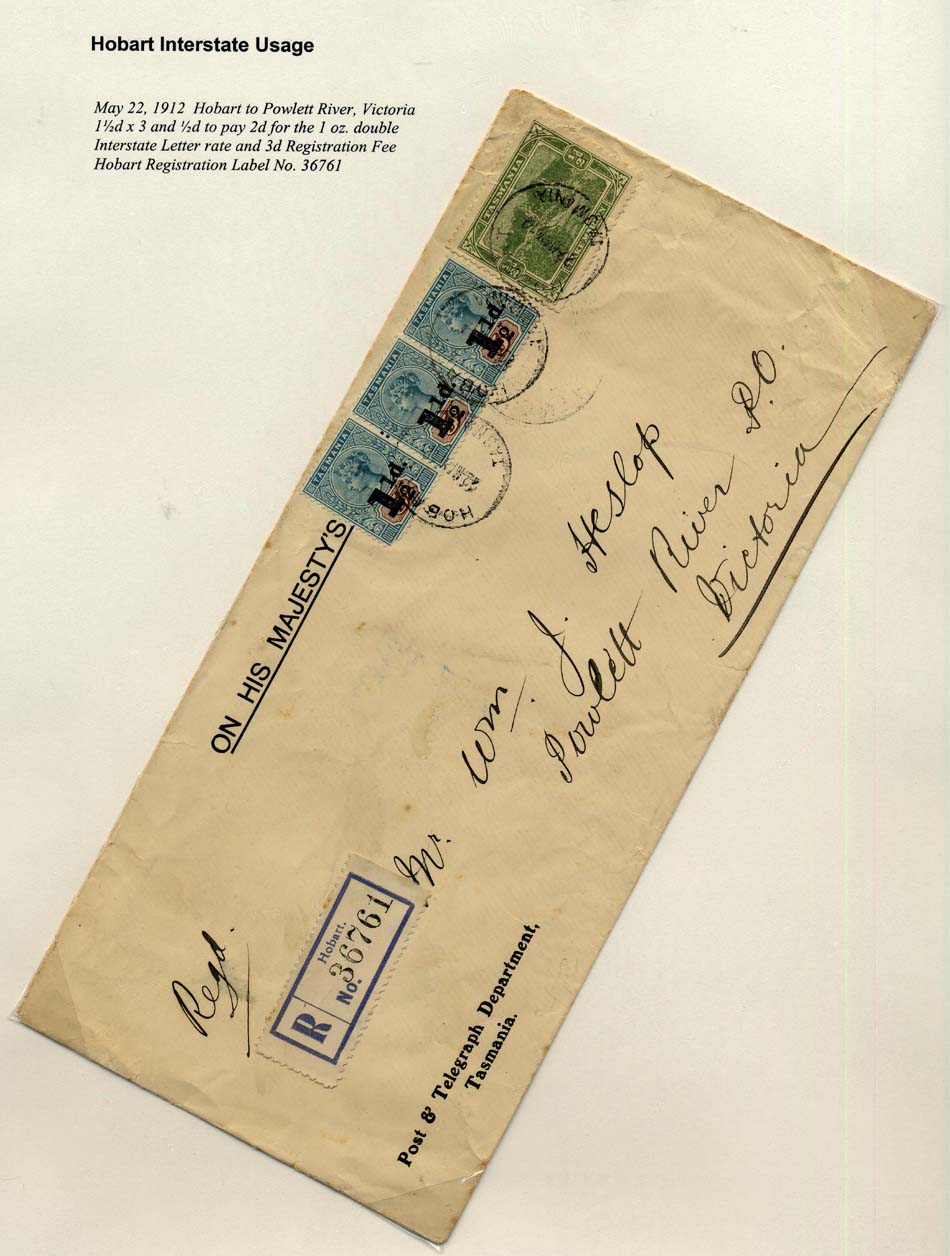 Hobart Interstate Usage
May 22, 1912 Hobart to Powlett River, Victoria
1½d x 3 and ½d to pay 2d for the 1 oz. double
Interstate Letter rate and 3d Registration Fee
Hobart Registration Label No. 36761
TASMANIA
TASMANIA
1½d.
TASMANIA
1½d.
TASMANIA
1½d.
HOB
ON HIS MAJESTY'S
Mr. Wm. J. Heslop
Powlett River P.O.
Victoria
Regd.
R
Hobart.
No. 36761
Post & Telegraph Department,
Tasmania.